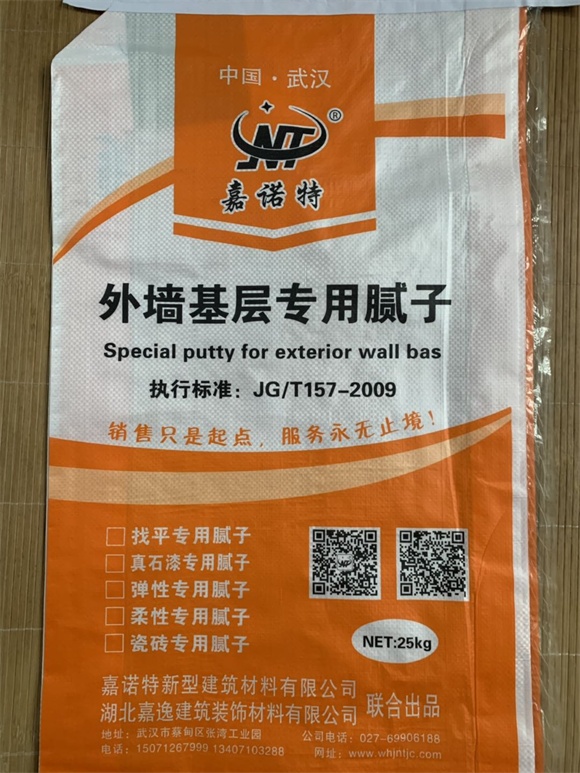 中国·武汉
JNT®
嘉诺特
外墙基层专用腻子
Special putty for exterior wall bas
执行标准：JG/T157-2009
销售只是起点，服务永无止境！
□ 找平专用腻子
□ 真石漆专用腻子
□ 弹性专用腻子
□ 柔性专用腻子
□ 瓷砖专用腻子
NET:25kg
嘉诺特新型建筑材料有限公司
湖北嘉逸建筑装饰材料有限公司 联合出品
地址：武汉市蔡甸区张湾工业园 公司电话：027-69906188
电话：15071267999 13407103288 网址：www.whjntjc.com